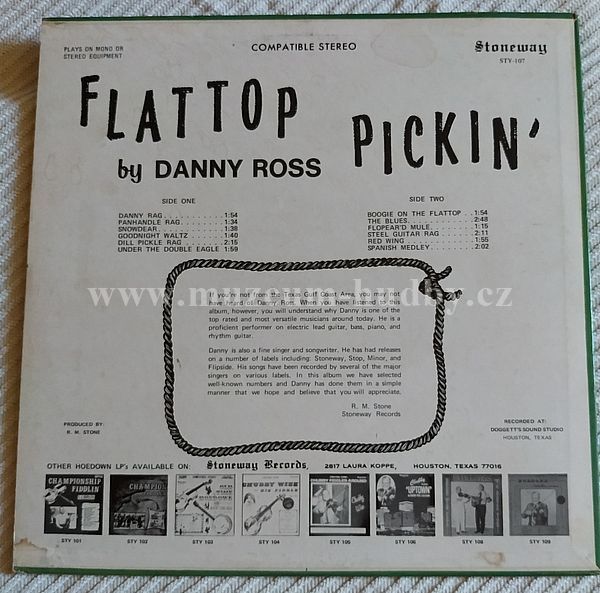 PLAYS ON MONO OR
STEREO EQUIPMENT
COMPATIBLE STEREO
Stoneway
STY-107
FLATTOP PICKIN'
by DANNY ROSS
SIDE ONE
DANNY RAG . . . . . . . . . . 1:54
PANHANDLE RAG . . . . . . . 1:34
SNOWDEAR . . . . . . . . . . 1:38
GOODNIGHT WALTZ . . . . . . 1:40
DILL PICKLE RAG . . . . . . . 2:15
UNDER THE DOUBLE EAGLE . 1:59
SIDE TWO
BOOGIE ON THE FLATTOP . . 1:54
THE BLUES . . . . . . . . . . 2:48
FLOPEAR'D MULE . . . . . . . 1:15
STEEL GUITAR RAG . . . . . . 2:11
RED WING . . . . . . . . . . 1:55
SPANISH MEDLEY . . . . . . . 2:02
If you're not from the Texas Gulf Coast Area, you may not
have heard of Danny Ross. When you have listened to this
album, however, you will understand why Danny is one of the
top rated and most versatile musicians around today. He is a
proficient performer on electric lead guitar, bass, piano, and
rhythm guitar.
Danny is also a fine singer and songwriter. He has had releases
on a number of labels including: Stoneway, Stop, Minor, and
Flipside. His songs have been recorded by several of the major
singers on various labels. In this album we have selected
well-known numbers and Danny has done them in a simple
manner that we hope and believe that you will appreciate.
R. M. Stone
Stoneway Records
www.muzeum-hudby.cz
PRODUCED BY:
R. M. STONE
RECORDED AT:
DOGGETT'S SOUND STUDIO
HOUSTON, TEXAS
OTHER HOEDOWN LP's AVAILABLE ON: Stoneway Records, 2817 LAURA KOPPE, HOUSTON, TEXAS 77016
CHAMPIONSHIP
FIDDLIN'
CHAMPIONSHIP
CHUBBY WISE
UPTOWN
STY 101
STY 102
STY 103
STY 104
STY 105
STY 106
STY 108
STY 109